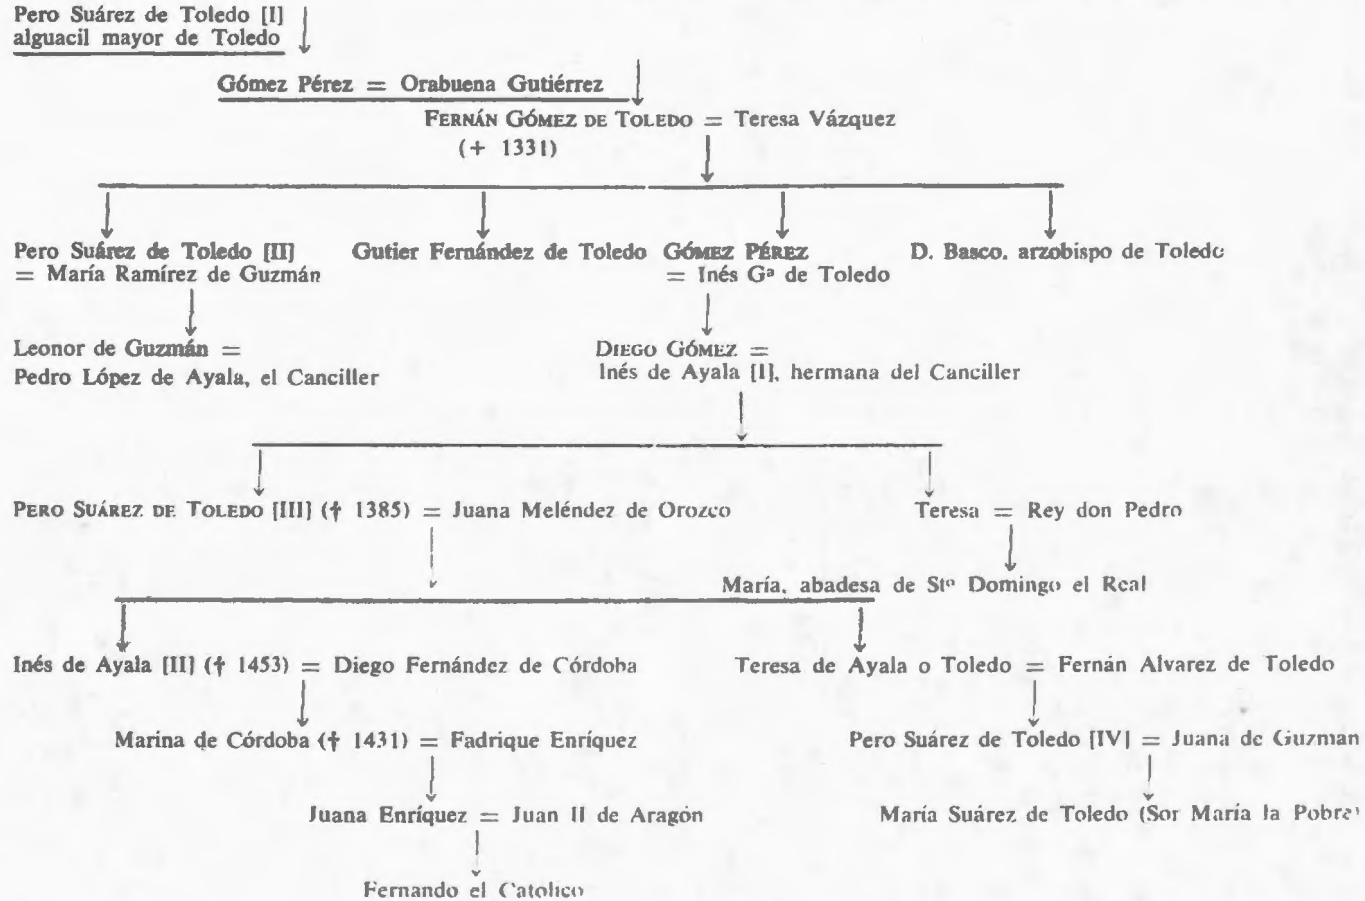 Pero Suárez de Toledo [I]
alguacil mayor de Toledo
Gómez Pérez = Orabuena Gutiérrez
FERNÁN GÓMEZ DE TOLEDO = Teresa Vázquez
(+ 1331)
Pero Suárez de Toledo [II]
= María Ramírez de Guzmán
Gutier Fernández de Toledo
GÓMEZ PÉREZ
= Inés Gª de Toledo
D. Basco, arzobispo de Toledo
Leonor de Guzmán =
Pedro López de Ayala, el Canciller
DIEGO GÓMEZ =
Inés de Ayala [I], hermana del Canciller
PERO SUÁREZ DE TOLEDO [III] († 1385) = Juana Meléndez de Orozco
Teresa = Rey don Pedro
María, abadesa de Stº Domingo el Real
Inés de Ayala [II] († 1453) = Diego Fernández de Córdoba
Teresa de Ayala o Toledo = Fernán Alvarez de Toledo
Marina de Córdoba († 1431) = Fadrique Enríquez
Pero Suárez de Toledo [IV] = Juana de Guzman
Juana Enríquez = Juan II de Aragón
María Suárez de Toledo (Sor María la Pobre)
Fernando el Catolico